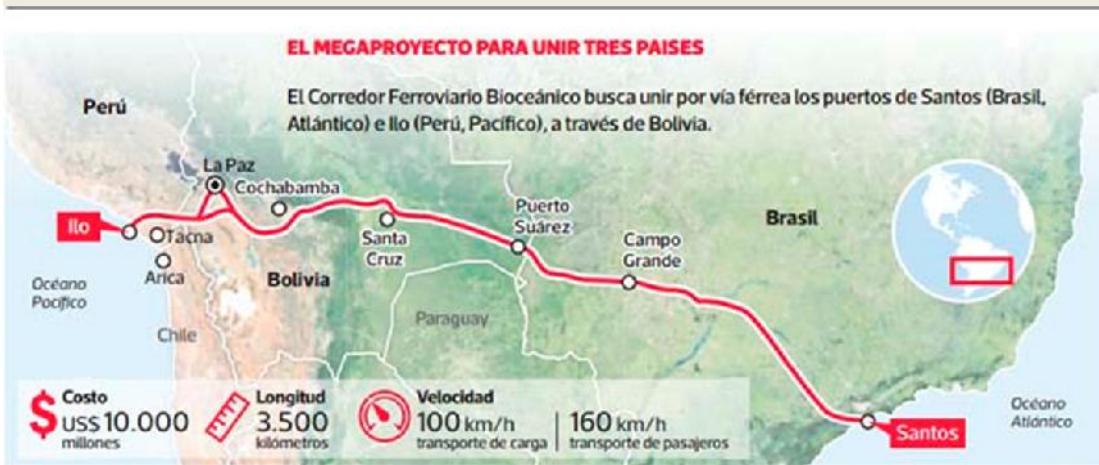 EL MEGAPROYECTO PARA UNIR TRES PAISES
El Corredor Ferroviario Bioceánico busca unir por vía férrea los puertos de Santos (Brasil,
Atlántico) e Ilo (Perú, Pacífico), a través de Bolivia.
Perú
La Paz
Cochabamba
Ilo
Tacna
Arica
Santa
Cruz
Puerto
Suárez
Campo
Grande
Brasil
Océano
Pacífico
Bolivia
Chile
Paraguay
Santos
Océano
Atlántico
Costo
US$ 10.000
millones
Longitud
3.500
kilómetros
Velocidad
100 km/h
transporte de carga
160 km/h
transporte de pasajeros